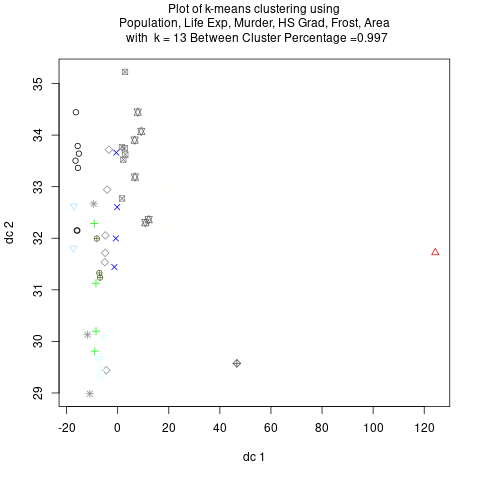 Plot of k-means clustering using
Population, Life Exp, Murder, HS Grad, Frost, Area
with  k = 13 Between Cluster Percentage =0.997
35
34
33
32
31
30
29
dc 2
-20 0 20 40 60 80 100 120
dc 1